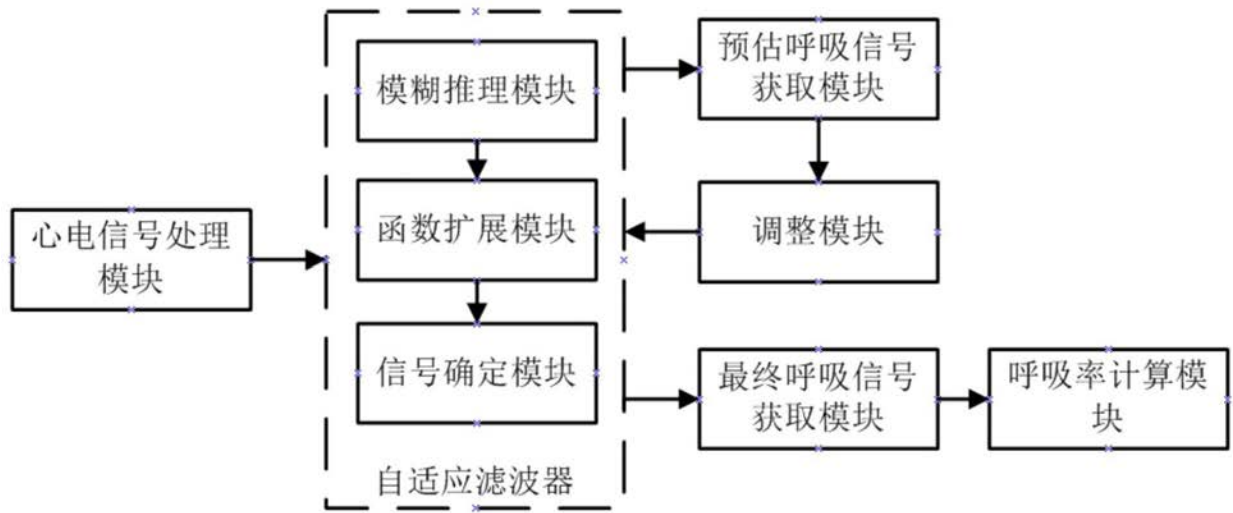 心电信号处理
模块
模糊推理模块
函数扩展模块
信号确定模块
自适应滤波器
预估呼吸信号
获取模块
调整模块
最终呼吸信号
获取模块
呼吸率计算模
块